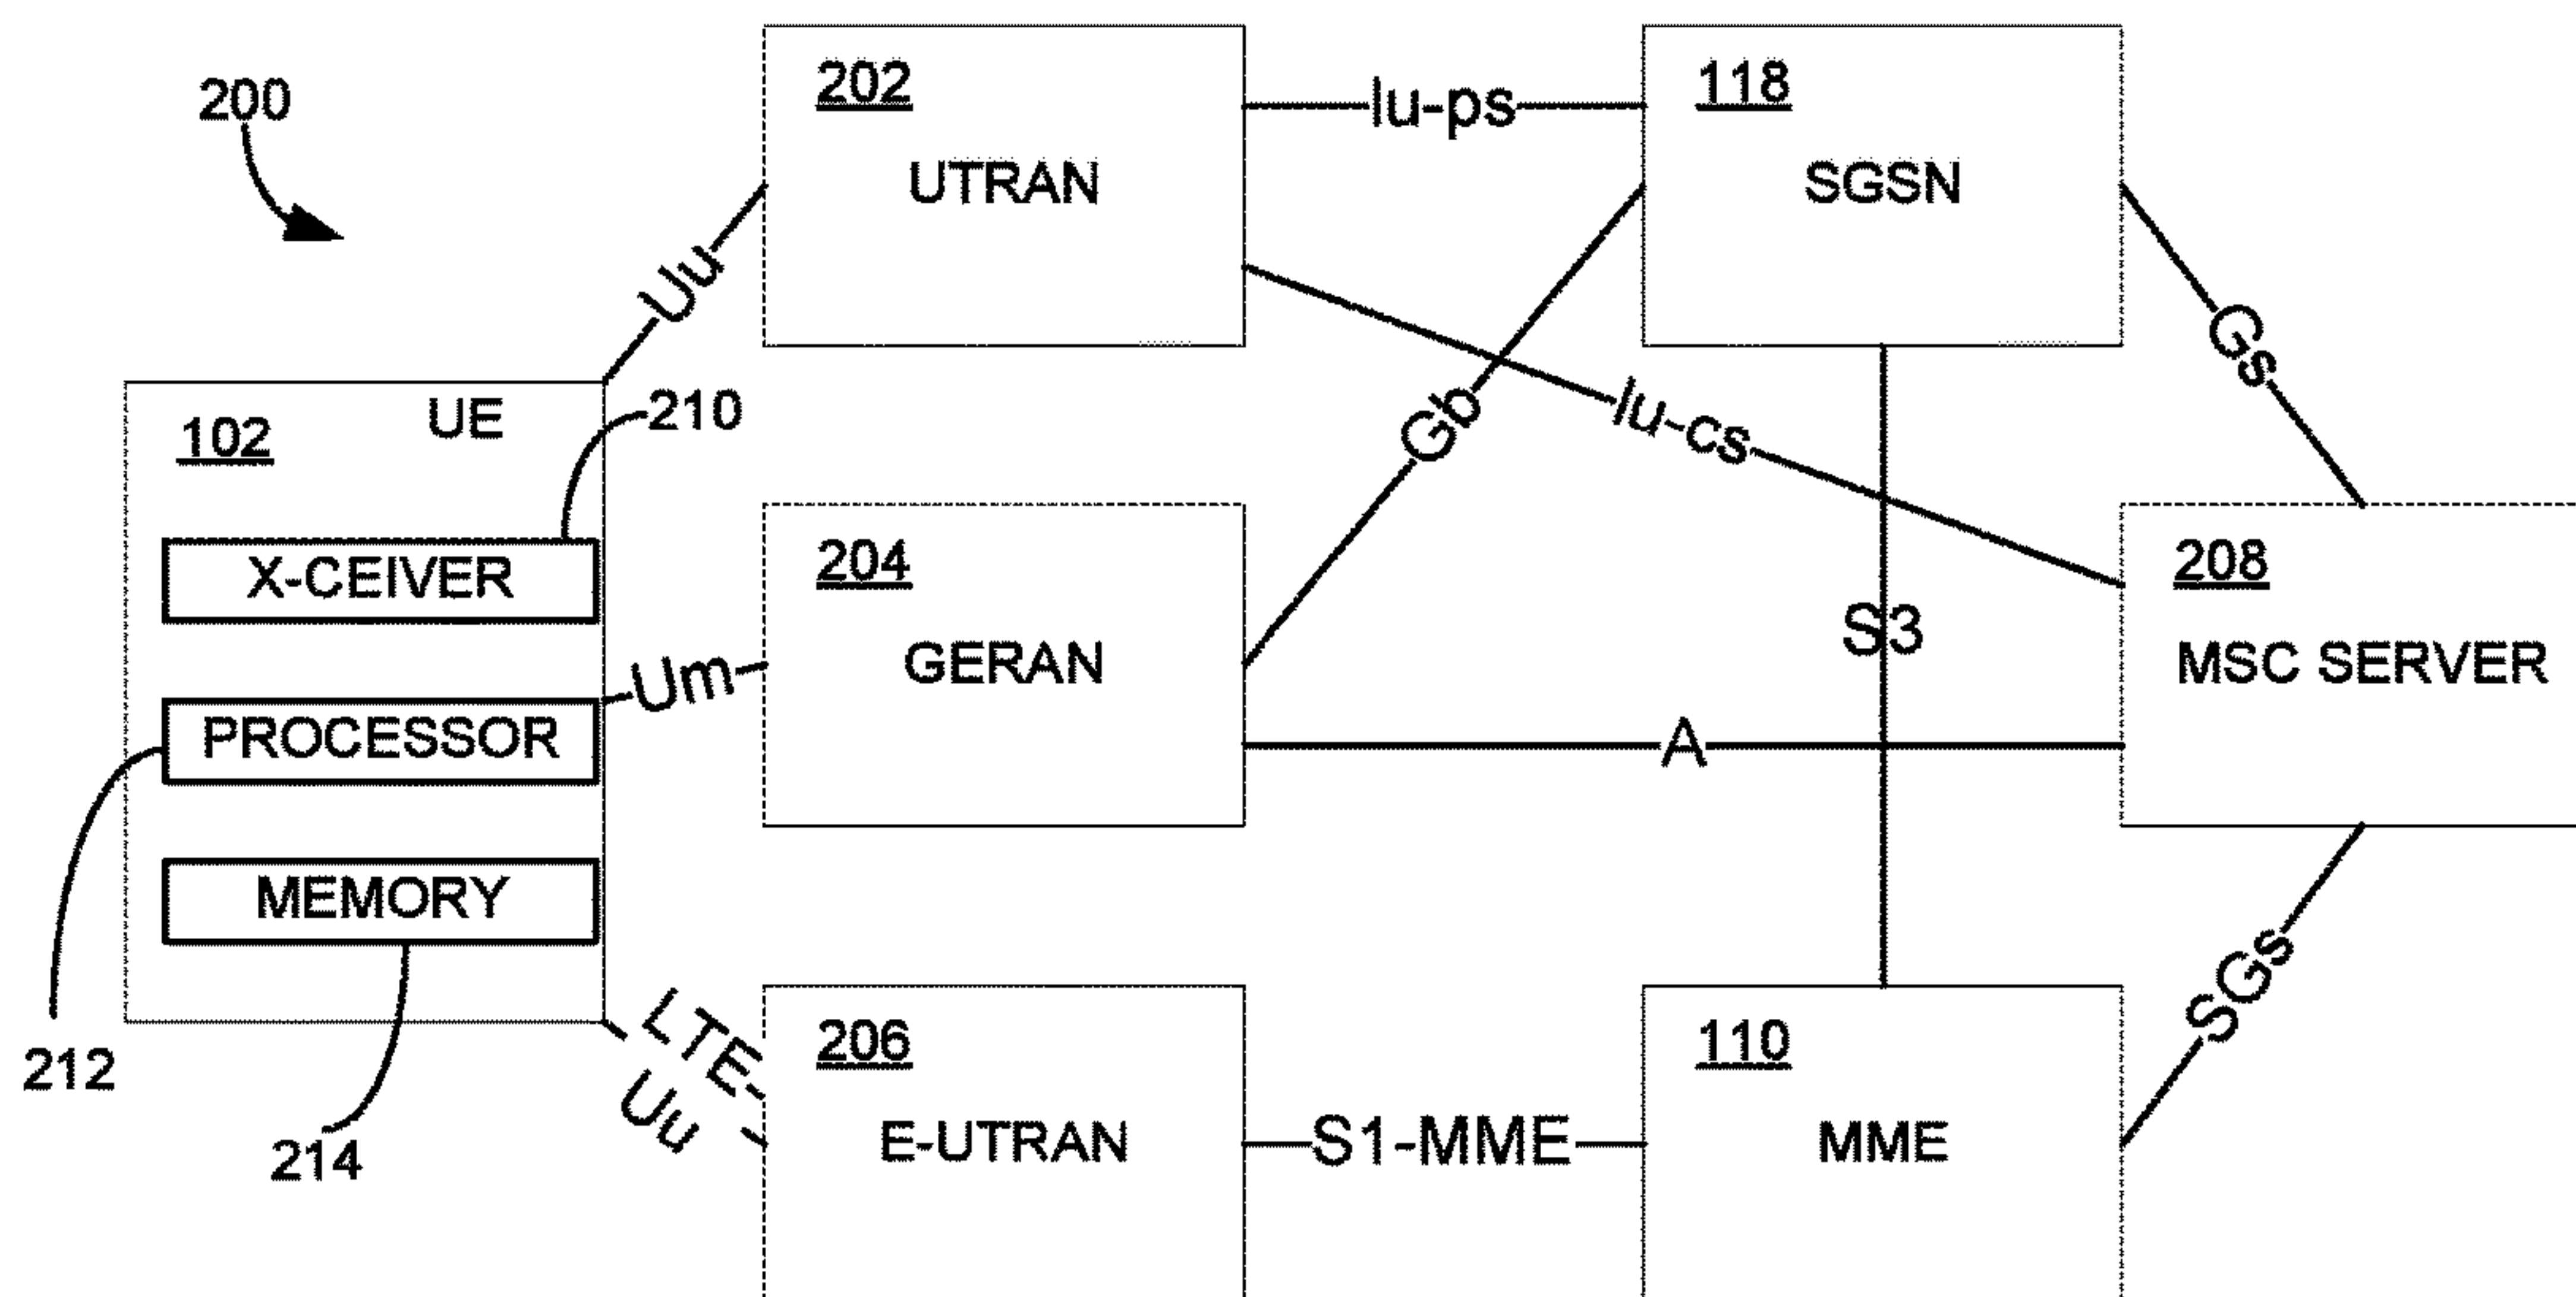 200
202
UTRAN
Iu-ps
118
SGSN
Uu
Gs
UE
102
210
Gb
Iu-cs
X-CEIVER
204
GERAN
S3
208
MSC SERVER
Um
PROCESSOR
A
MEMORY
LTE-
Uu
206
E-UTRAN
S1-MME
110
MME
SGs
212
214